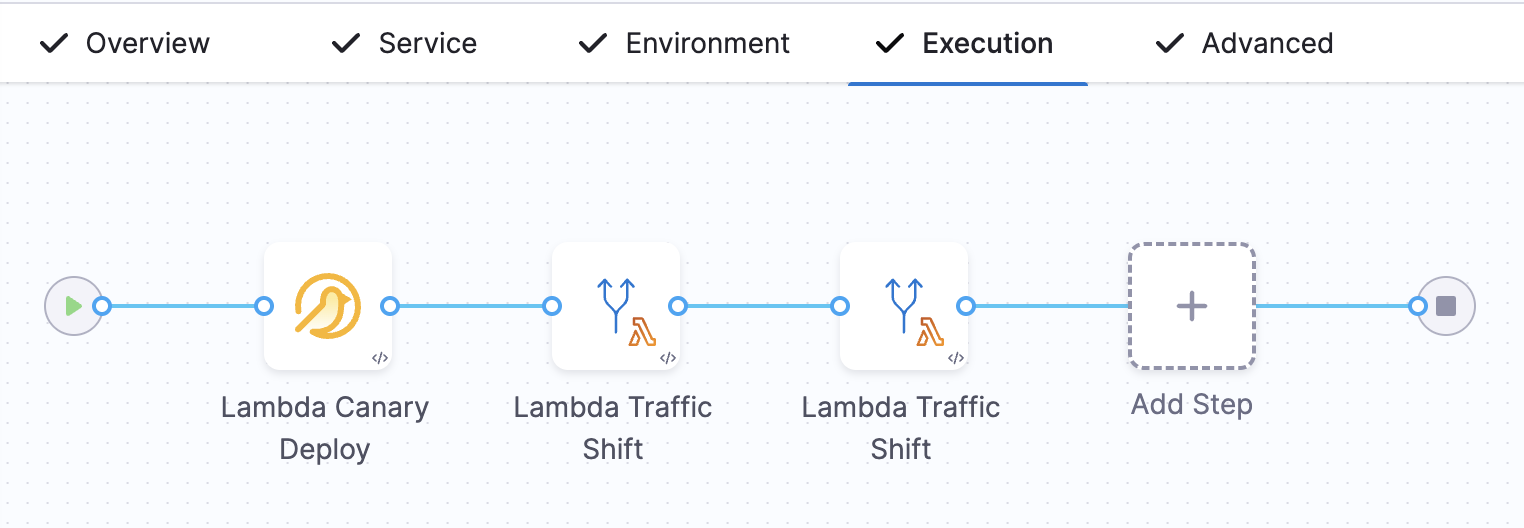 Overview
Service
Environment
Execution
Advanced
Lambda Canary
Deploy
Lambda Traffic
Shift
Lambda Traffic
Shift
Add Step